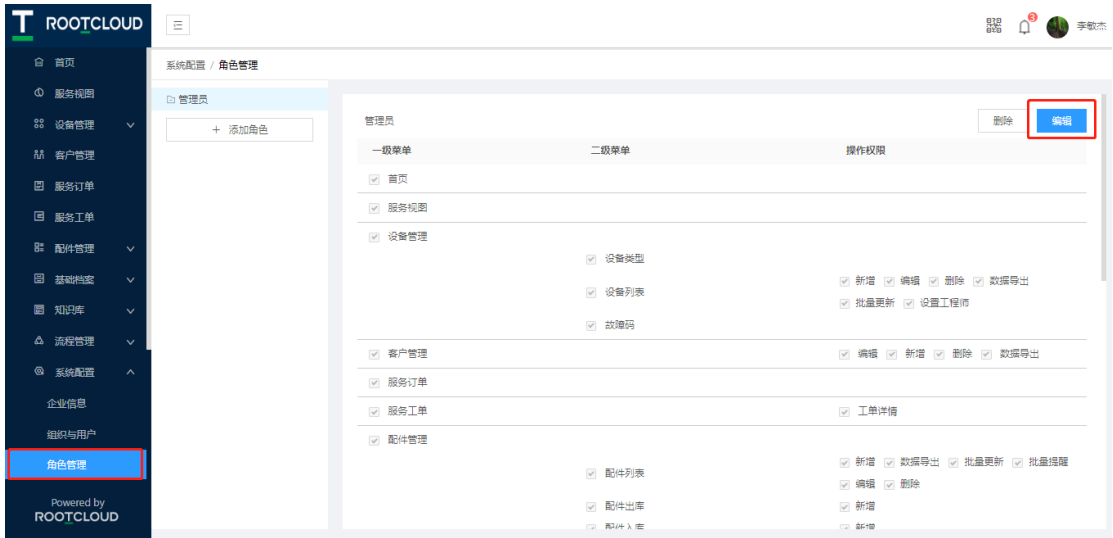 ROOTCLOUD
3
李敏杰
首页
服务视图
设备管理
客户管理
服务订单
服务工单
配件管理
基础档案
知识库
流程管理
系统配置
企业信息
组织与用户
角色管理
Powered by
ROOTCLOUD
系统配置 / 角色管理
管理员
+ 添加角色
管理员 删除 编辑
一级菜单 二级菜单 操作权限
首页
服务视图
设备管理
设备类型
设备列表 新增 编辑 删除 数据导出
批量更新 设置工程师
故障码
客户管理 编辑 新增 删除 数据导出
服务订单
服务工单 工单详情
配件管理
配件列表 新增 数据导出 批量更新 批量提醒
编辑 删除
配件出库 新增
配件入库 新增